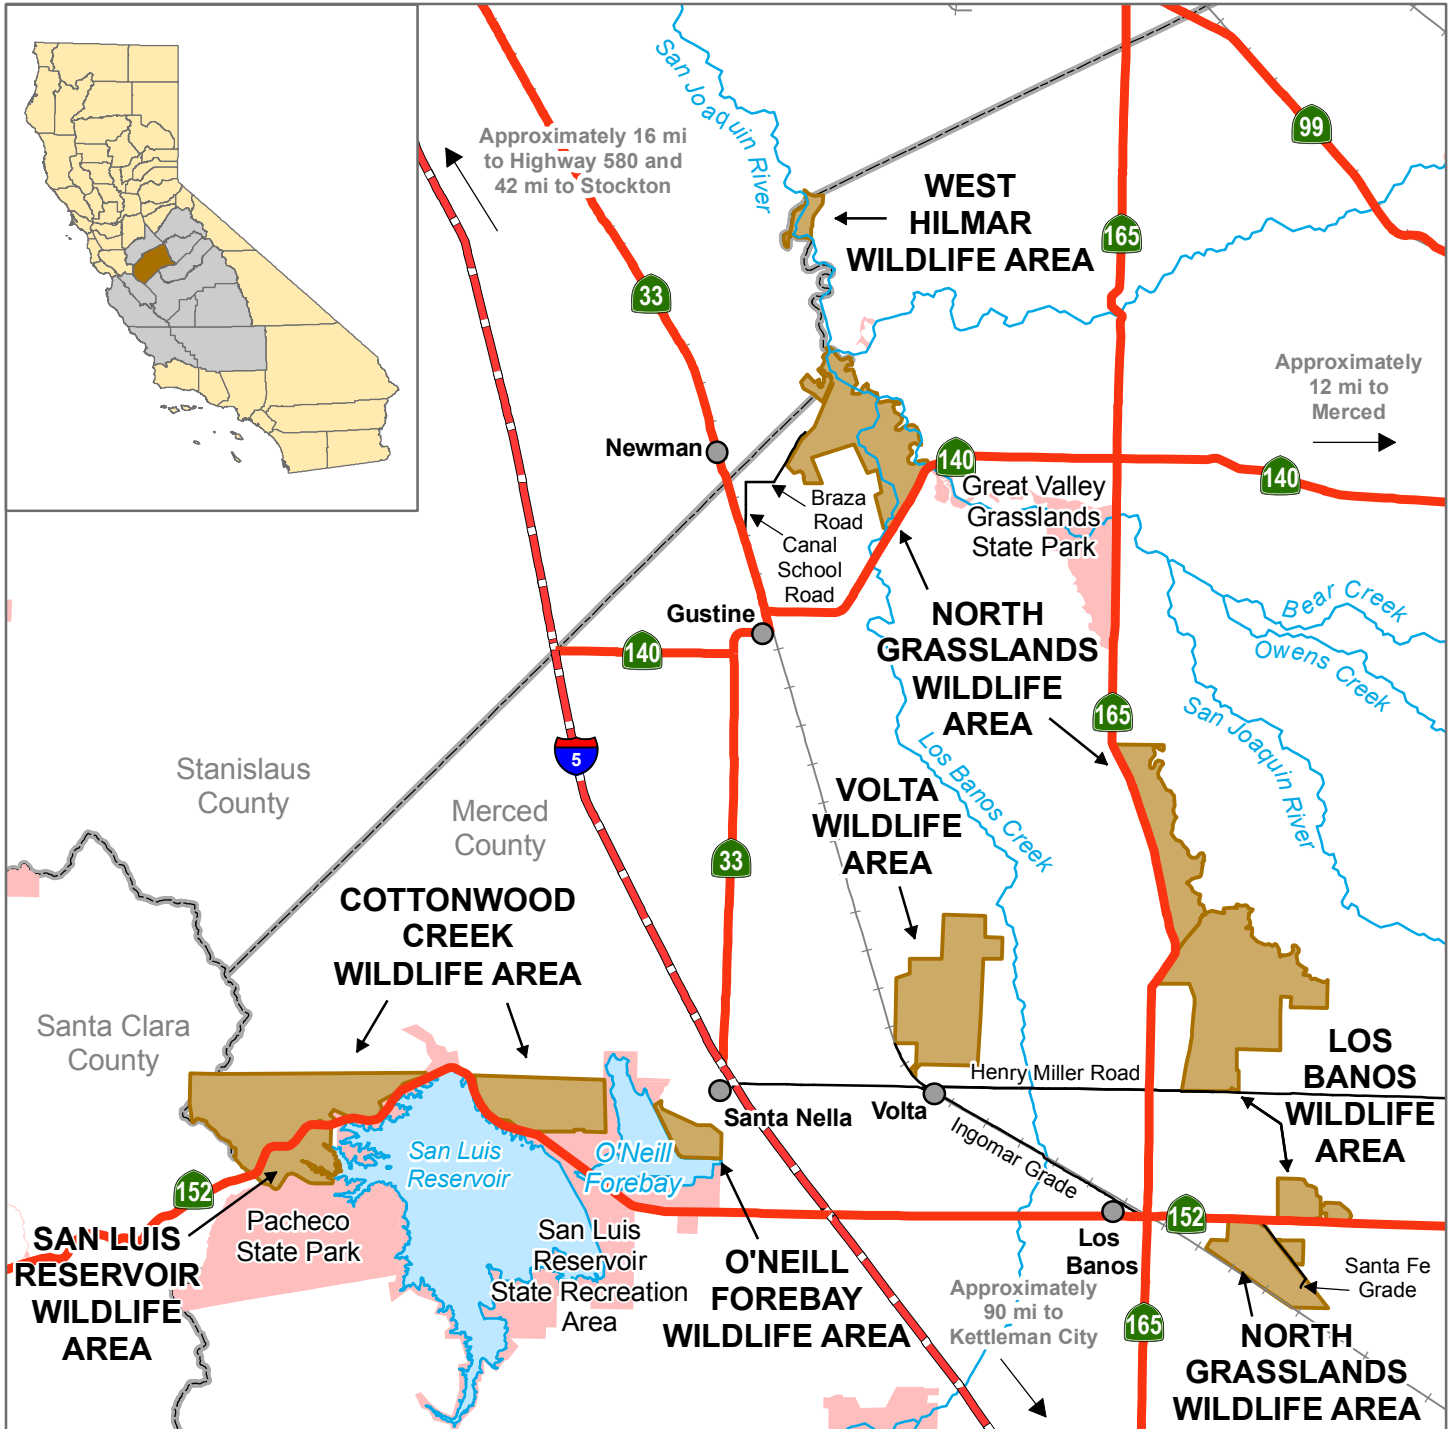 San Joaquin River
99
Approximately 16 mi
to Highway 580 and
42 mi to Stockton
WEST
HILMAR
WILDLIFE AREA
165
33
Approximately
12 mi to
Merced
Newman
140
140
Great Valley
Grasslands
State Park
Braza
Road
Canal
School
Road
Bear Creek
Owens Creek
Gustine
140
NORTH
GRASSLANDS
WILDLIFE
AREA
165
San Joaquin River
5
Los Banos Creek
Stanislaus
County
Merced
County
VOLTA
WILDLIFE
AREA
33
COTTONWOOD
CREEK
WILDLIFE AREA
Santa Clara
County
LOS
BANOS
WILDLIFE
AREA
Henry Miller Road
Santa Nella
Volta
Ingomar Grade
San Luis
Reservoir
O'Neill
Forebay
152
152
Pacheco
State Park
San Luis
Reservoir
State Recreation
Area
SAN LUIS
RESERVOIR
WILDLIFE
AREA
O'NEILL
FOREBAY
WILDLIFE AREA
Los
Banos
Santa Fe
Grade
Approximately
90 mi to
Kettleman City
165
NORTH
GRASSLANDS
WILDLIFE AREA